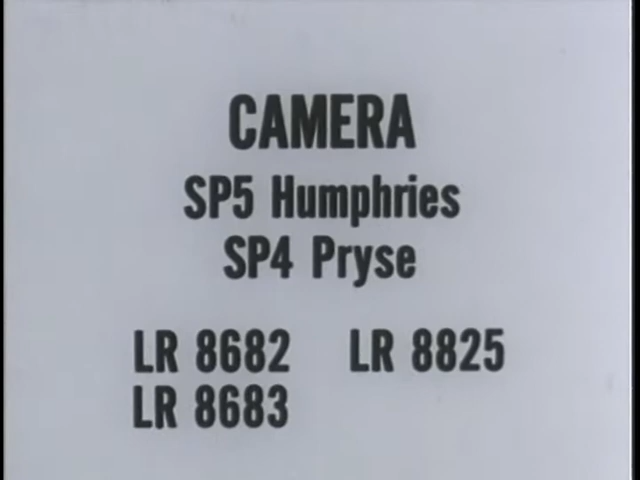 CAMERA
SP5 Humphries
SP4 Pryse
LR 8682 LR 8825
LR 8683